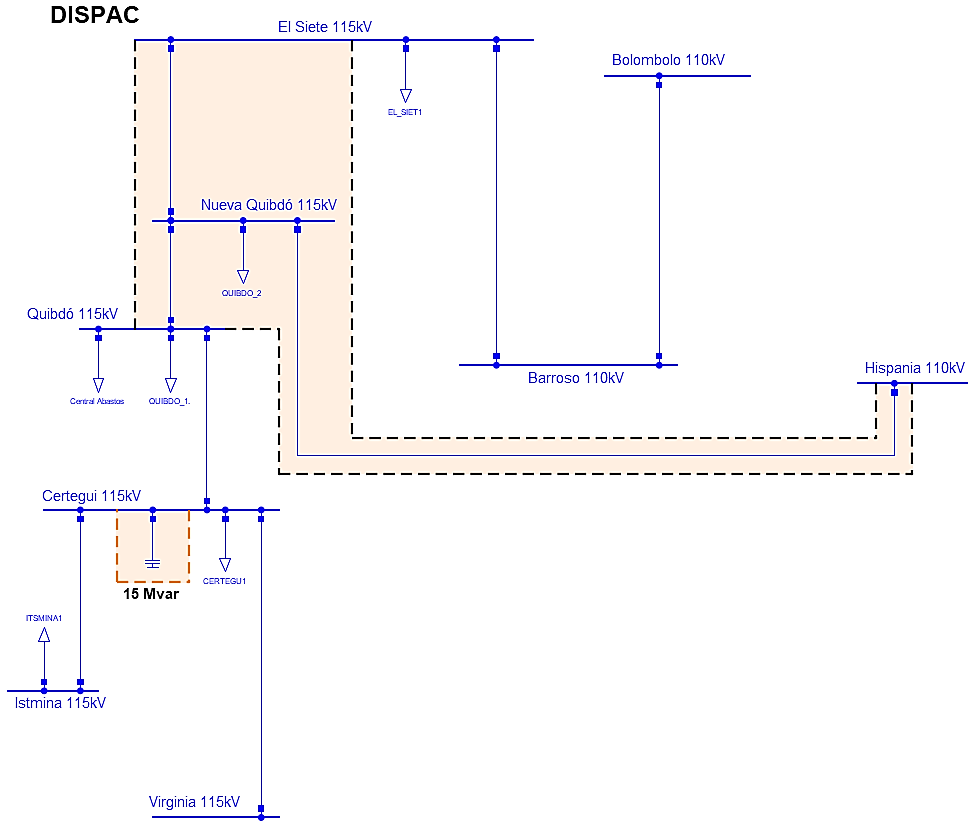 DISPAC
El Siete 115kV
Bolombolo 110kV
EL_SIET1
Nueva Quibdó 115kV
QUIBDO_2
Quibdó 115kV
Central Abastos
QUIBDO_1.
Barroso 110kV
Hispania 110kV
Certegui 115kV
CERTEGU1
15 Mvar
ITSMINA1
Istmina 115kV
Virginia 115kV